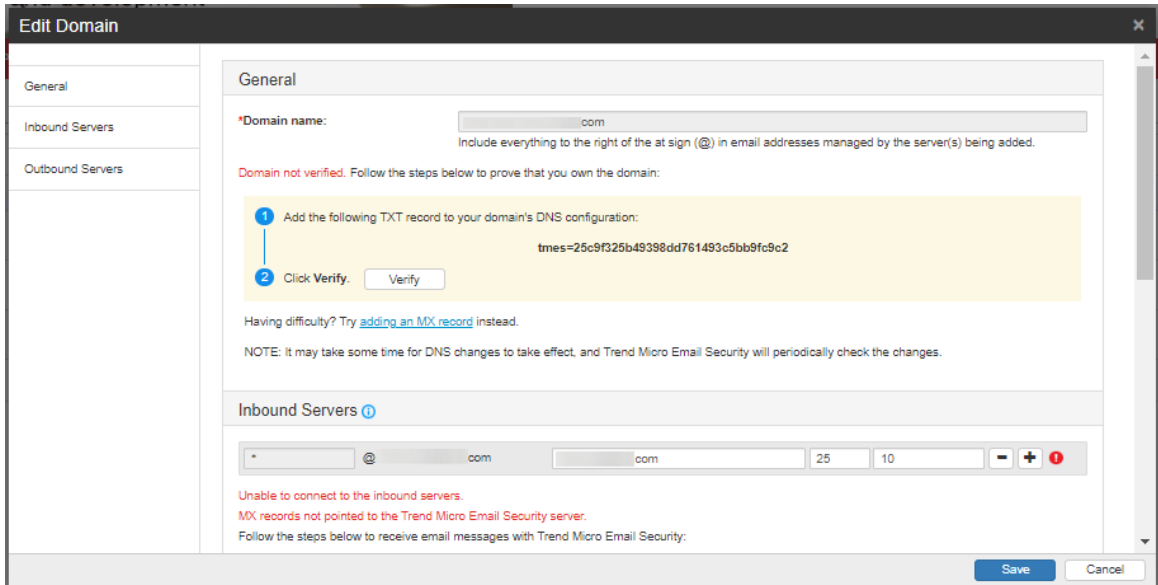 Edit Domain
General
Inbound Servers
Outbound Servers
General
*Domain name:
com
Include everything to the right of the at sign (@) in email addresses managed by the server(s) being added.
Domain not verified. Follow the steps below to prove that you own the domain:
1 Add the following TXT record to your domain's DNS configuration:
tmes=25c9f325b49398dd761493c5bb9fc9c2
2 Click Verify. Verify
Having difficulty? Try adding an MX record instead.
NOTE: It may take some time for DNS changes to take effect, and Trend Micro Email Security will periodically check the changes.
Inbound Servers
* @ com com 25 10
Unable to connect to the inbound servers.
MX records not pointed to the Trend Micro Email Security server.
Follow the steps below to receive email messages with Trend Micro Email Security:
Save Cancel